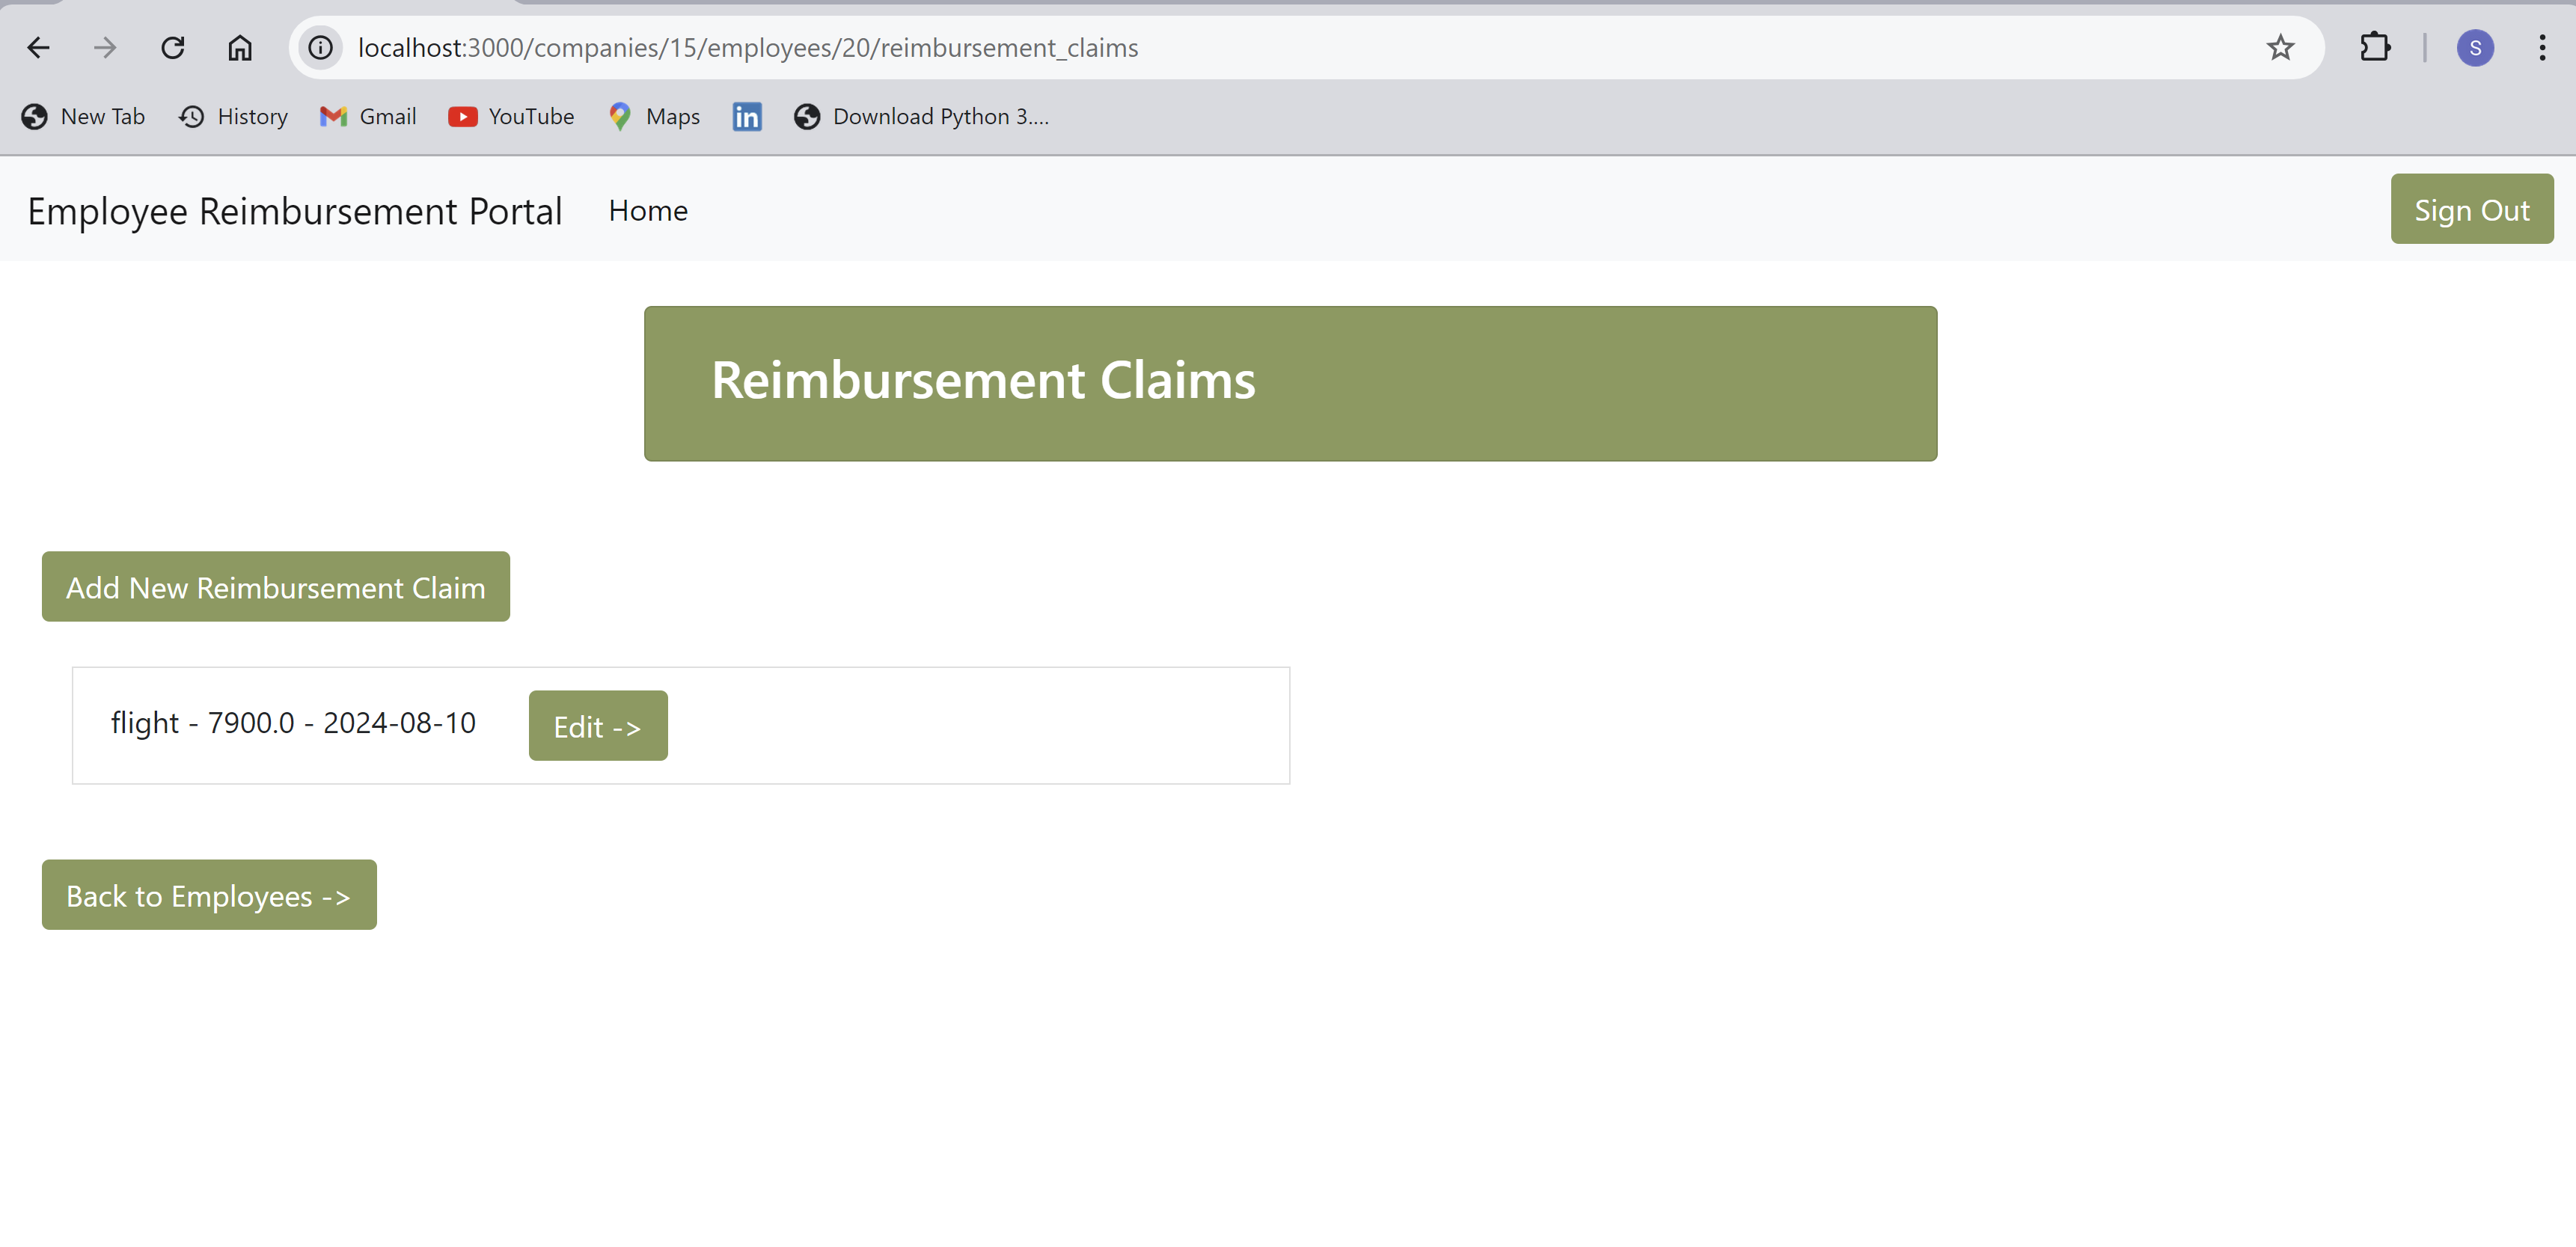 localhost:3000/companies/15/employees/20/reimbursement_claims
S
New Tab History Gmail YouTube Maps in Download Python 3....
Employee Reimbursement Portal Home Sign Out
Reimbursement Claims
Add New Reimbursement Claim
flight - 7900.0 - 2024-08-10 Edit ->
Back to Employees ->